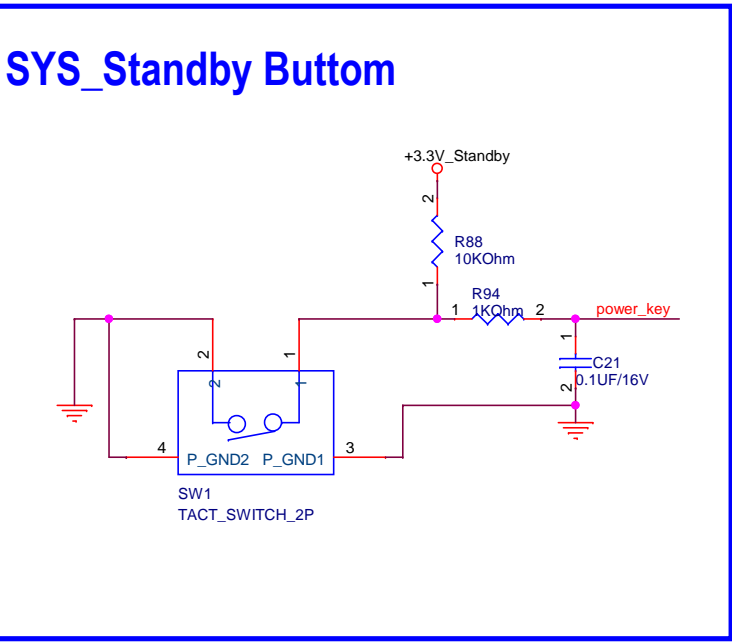 SYS_Standby Buttom
+3.3V_Standby
2
R88
10KOhm
1
R94
1 1KOhm 2 power_key
1
C21
2 0.1UF/16V
2 1
2 1
4 P_GND2 P_GND1 3
SW1
TACT_SWITCH_2P